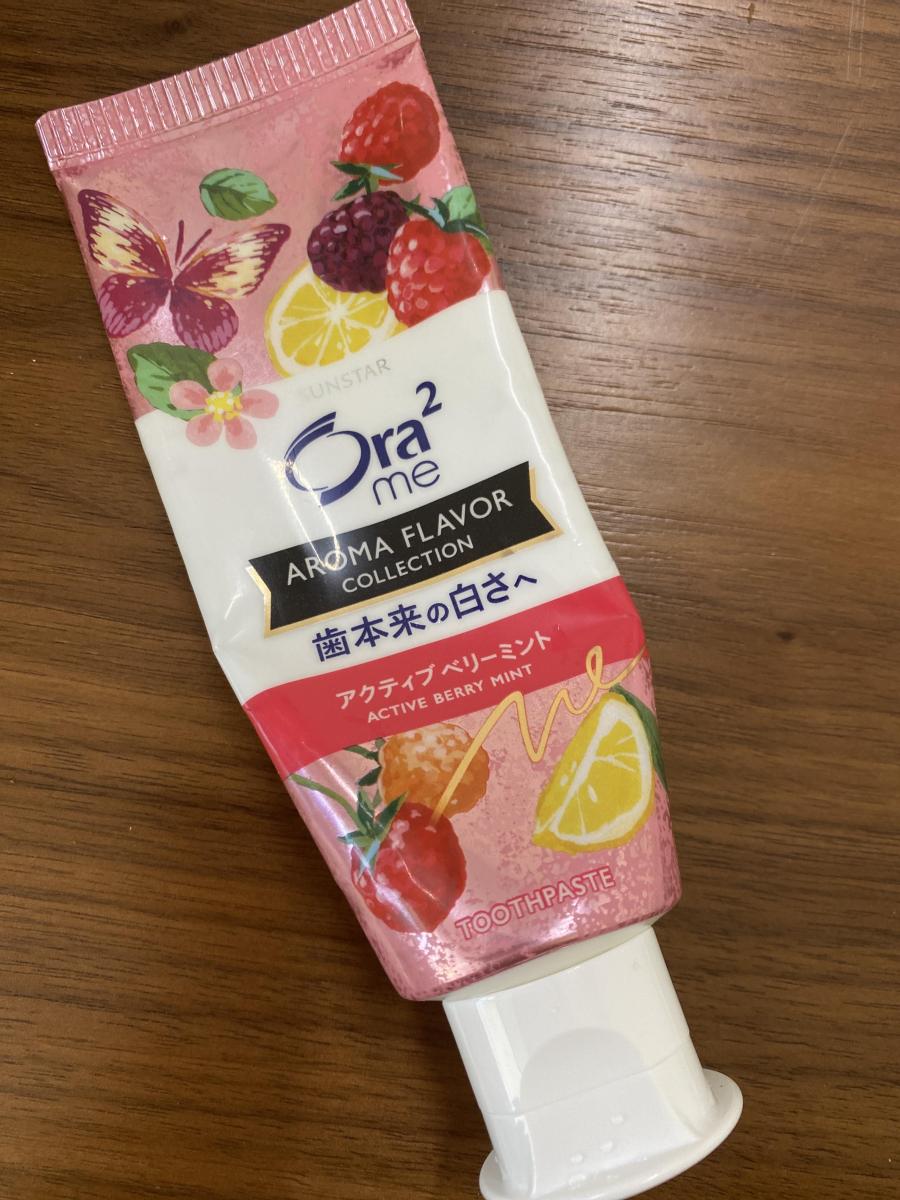 SUNSTAR
Ora²
me
AROMA FLAVOR
COLLECTION
歯本来の白さへ
アクティブ ベリーミント
ACTIVE BERRY MINT
me
TOOTHPASTE